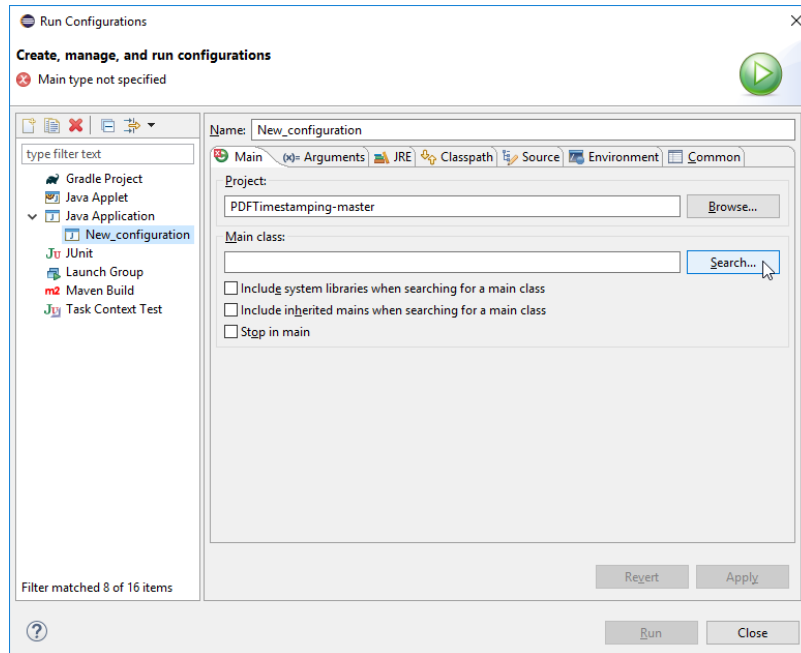 Run Configurations
Create, manage, and run configurations
Main type not specified
type filter text
Gradle Project
Java Applet
Java Application
New_configuration
JUnit
Launch Group
Maven Build
Task Context Test
Filter matched 8 of 16 items
Name: New_configuration
Main (x)= Arguments JRE Classpath Source Environment Common
Project:
PDFTimestamping-master Browse...
Main class:
Search...
Include system libraries when searching for a main class
Include inherited mains when searching for a main class
Stop in main
Revert Apply
Run Close